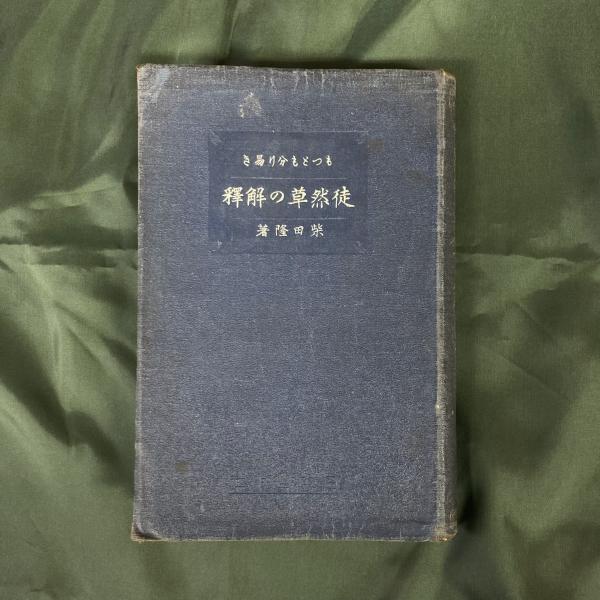 もつとも分り易き
徒然草の解釋
柴田隆著